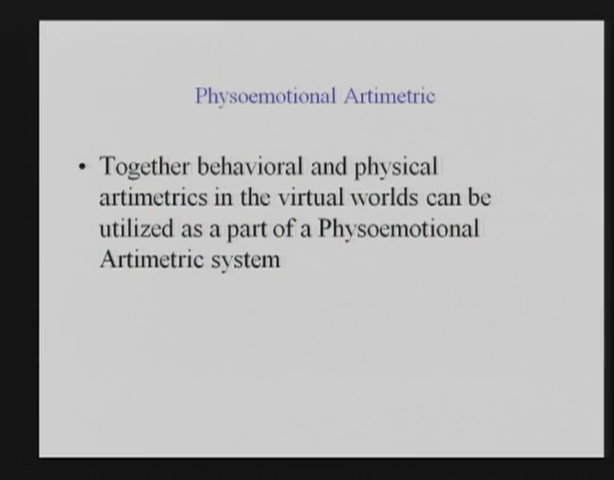 Physoemotional Artimetric
• Together behavioral and physical
artimetrics in the virtual worlds can be
utilized as a part of a Physoemotional
Artimetric system